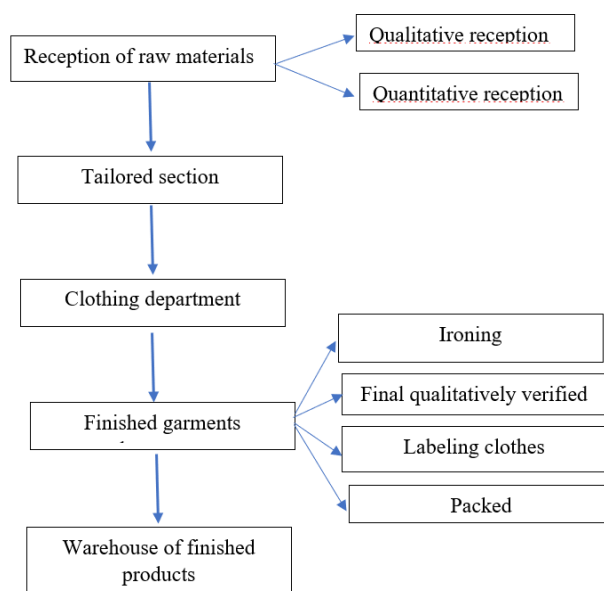 Reception of raw materials
Qualitative reception
Quantitative reception
Tailored section
Clothing department
Finished garments
Ironing
Final qualitatively verified
Labeling clothes
Packed
Warehouse of finished
products